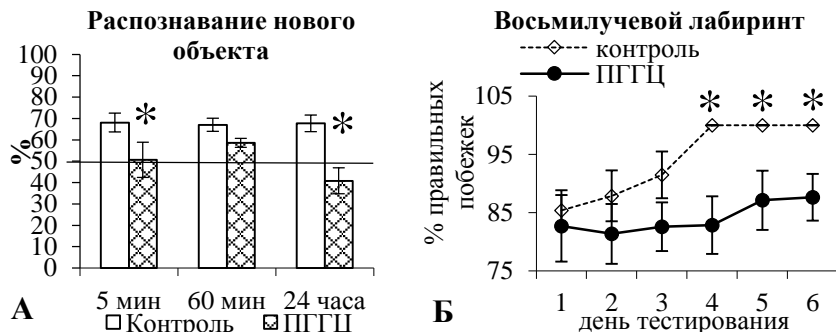 Распознавание нового
объекта
100
90
80
70
60
50
40
30
20
10
0
%
*
*
5 мин 60 мин 24 часа
А
Контроль ПГГЦ
Восьмилучевой лабиринт
контроль
ПГГЦ
% правильных
побежек
105
95
85
75
* * *
1 2 3 4 5 6
день тестирования
Б